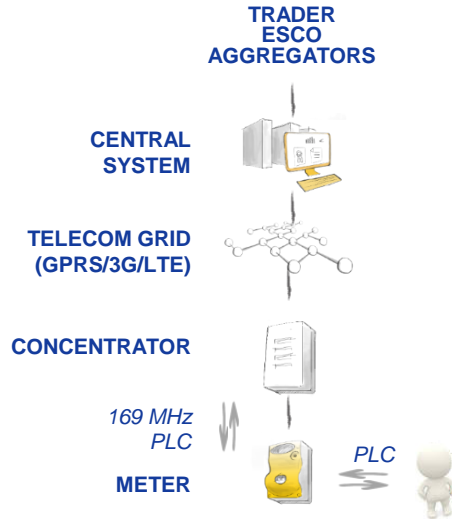 TRADER
ESCO
AGGREGATORS
CENTRAL
SYSTEM
TELECOM GRID
(GPRS/3G/LTE)
CONCENTRATOR
169 MHz
PLC
PLC
METER